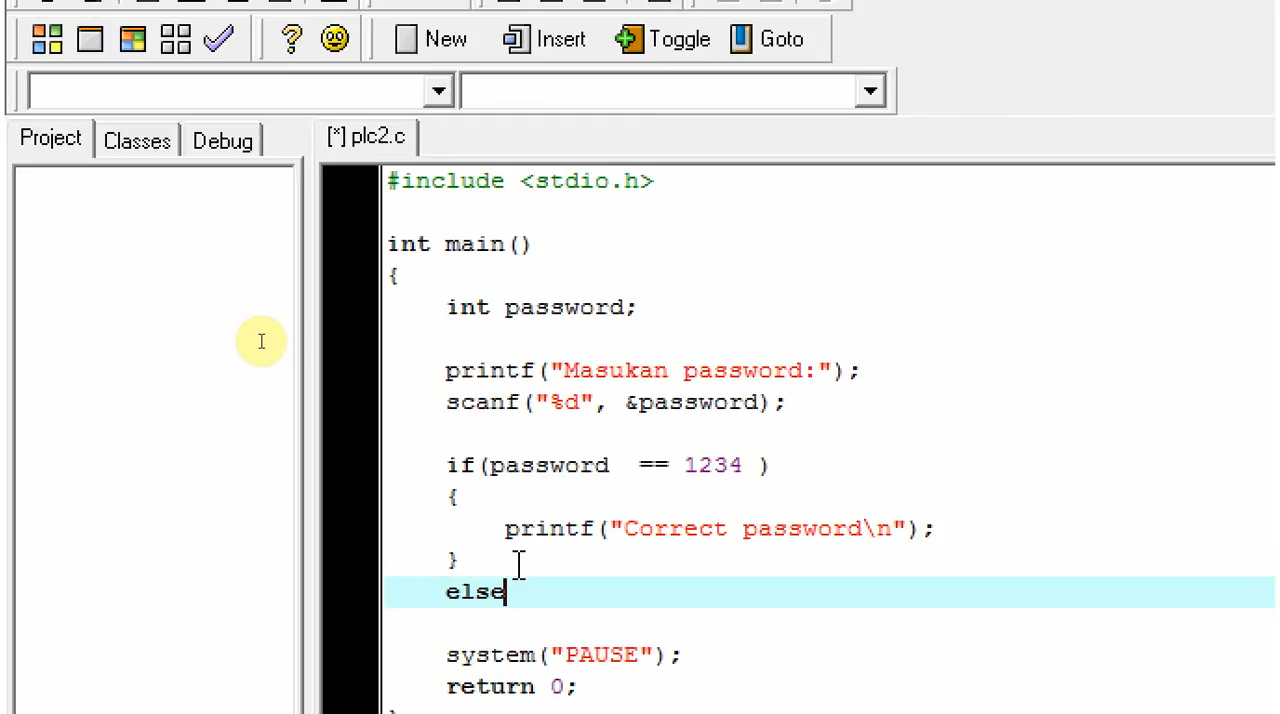 New Insert Toggle Goto
Project Classes Debug
[*] plc2.c
#include <stdio.h>
int main()
{
int password;
printf("Masukan password:");
scanf("%d", &password);
if(password  == 1234 )
{
printf("Correct password\n");
}
else
system("PAUSE");
return 0;